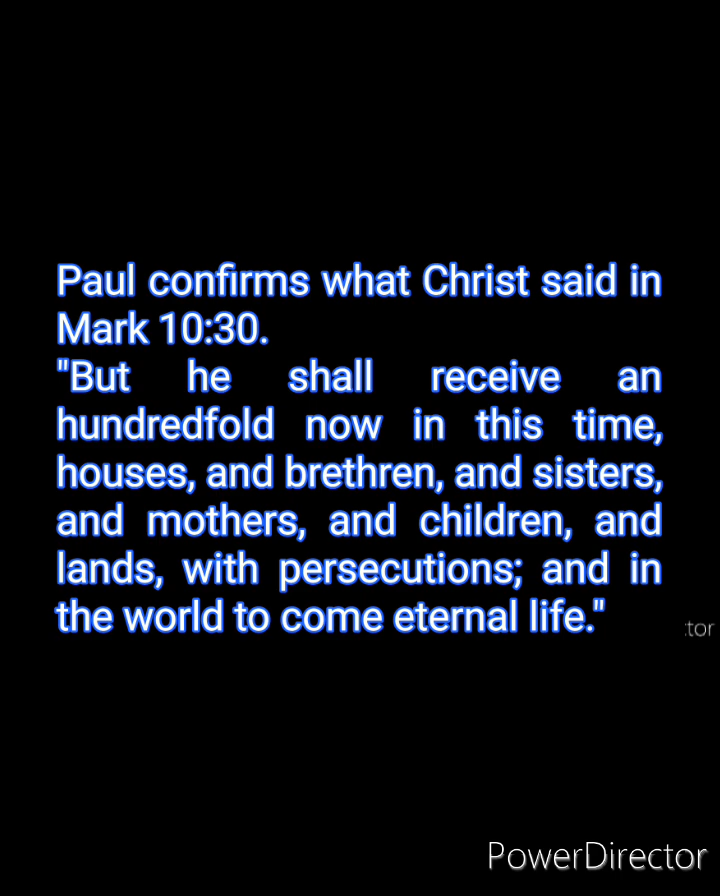 Paul confirms what Christ said in
Mark 10:30.
"But he shall receive an
hundredfold now in this time,
houses, and brethren, and sisters,
and mothers, and children, and
lands, with persecutions; and in
the world to come eternal life."
tor
PowerDirector